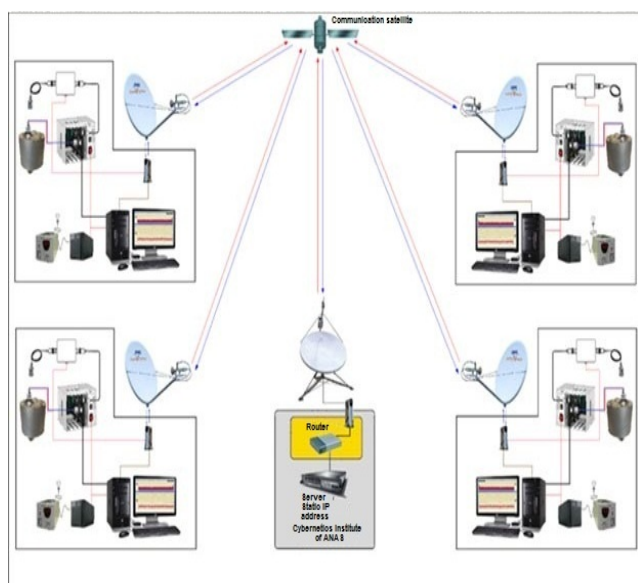 Communication satellite
Router
Server
Static IP
address
Cybernetics Institute
of ANAS